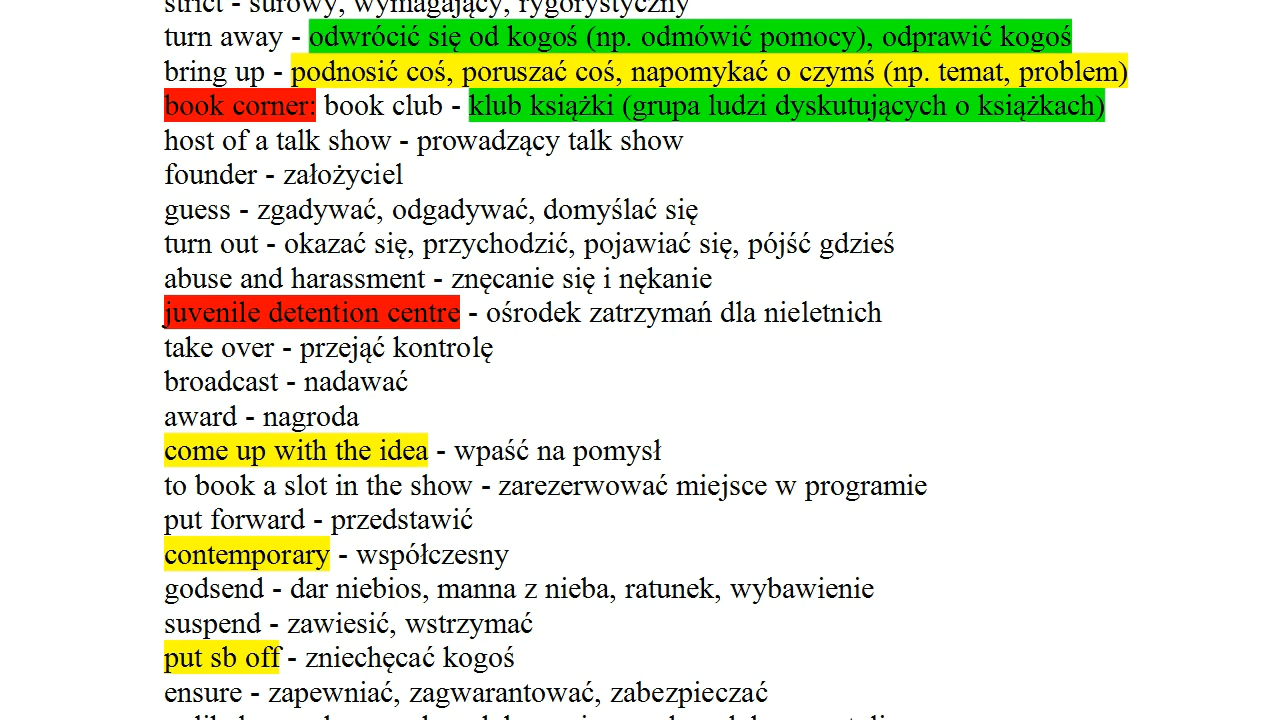 strict - surowy, wymagający, rygorystyczny
turn away - odwrócić się od kogoś (np. odmówić pomocy), odprawić kogoś
bring up - podnosić coś, poruszać coś, napomykać o czymś (np. temat, problem)
book corner: book club - klub książki (grupa ludzi dyskutujących o książkach)
host of a talk show - prowadzący talk show
founder - założyciel
guess - zgadywać, odgadywać, domyślać się
turn out - okazać się, przychodzić, pojawiać się, pójść gdzieś
abuse and harassment - znęcanie się i nękanie
juvenile detention centre - ośrodek zatrzymań dla nieletnich
take over - przejąć kontrolę
broadcast - nadawać
award - nagroda
come up with the idea - wpaść na pomysł
to book a slot in the show - zarezerwować miejsce w programie
put forward - przedstawić
contemporary - współczesny
godsend - dar niebios, manna z nieba, ratunek, wybawienie
suspend - zawiesić, wstrzymać
put sb off - zniechęcać kogoś
ensure - zapewniać, zagwarantować, zabezpieczać